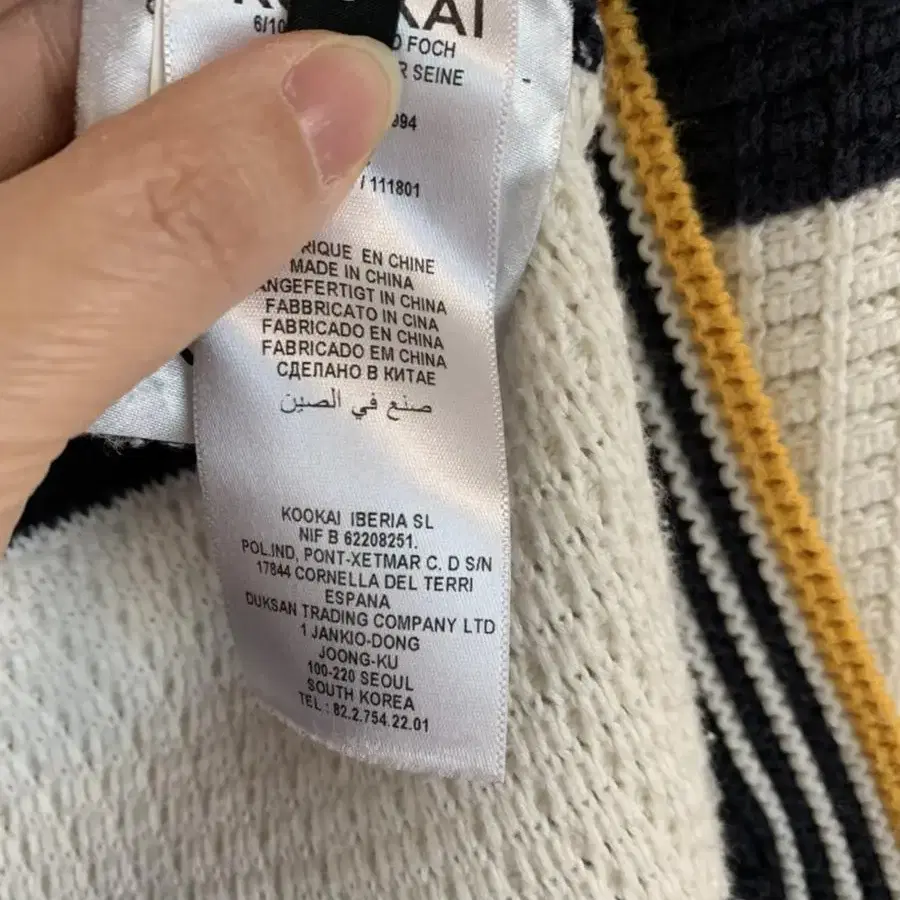 KOOKAI
6/10
FOCH
R SEINE
994
/ 111801
RIQUE EN CHINE
MADE IN CHINA
ANGEFERTIGT IN CHINA
FABBRICATO IN CINA
FABRICADO EN CHINA
FABRICADO EM CHINA
СДЕЛАНО В КИТАЕ
صنع في الصين
KOOKAI IBERIA SL
NIF B 62208251.
POL.IND, PONT-XETMAR C. D S/N
17844 CORNELLA DEL TERRI
ESPANA
DUKSAN TRADING COMPANY LTD
1 JANKIO-DONG
JOONG-KU
100-220 SEOUL
SOUTH KOREA
TEL : 82.2.754.22.01